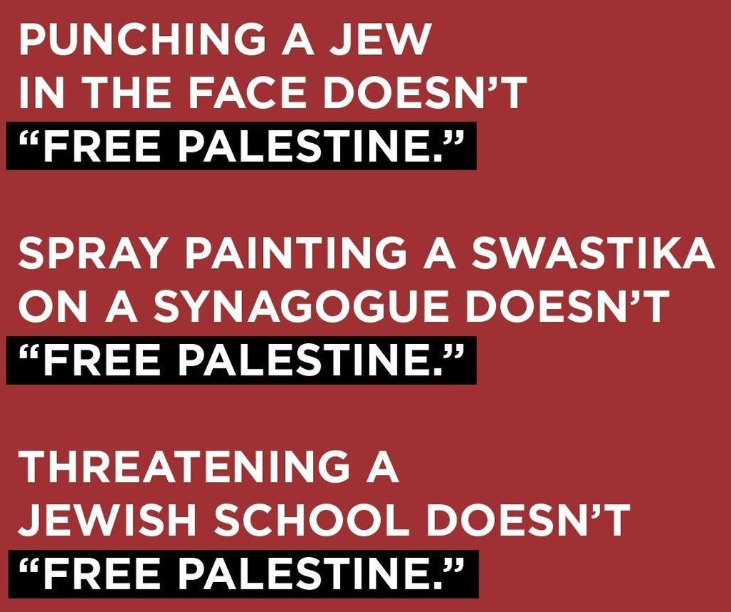 PUNCHING A JEW
IN THE FACE DOESN’T
“FREE PALESTINE.”
SPRAY PAINTING A SWASTIKA
ON A SYNAGOGUE DOESN’T
“FREE PALESTINE.”
THREATENING A
JEWISH SCHOOL DOESN’T
“FREE PALESTINE.”